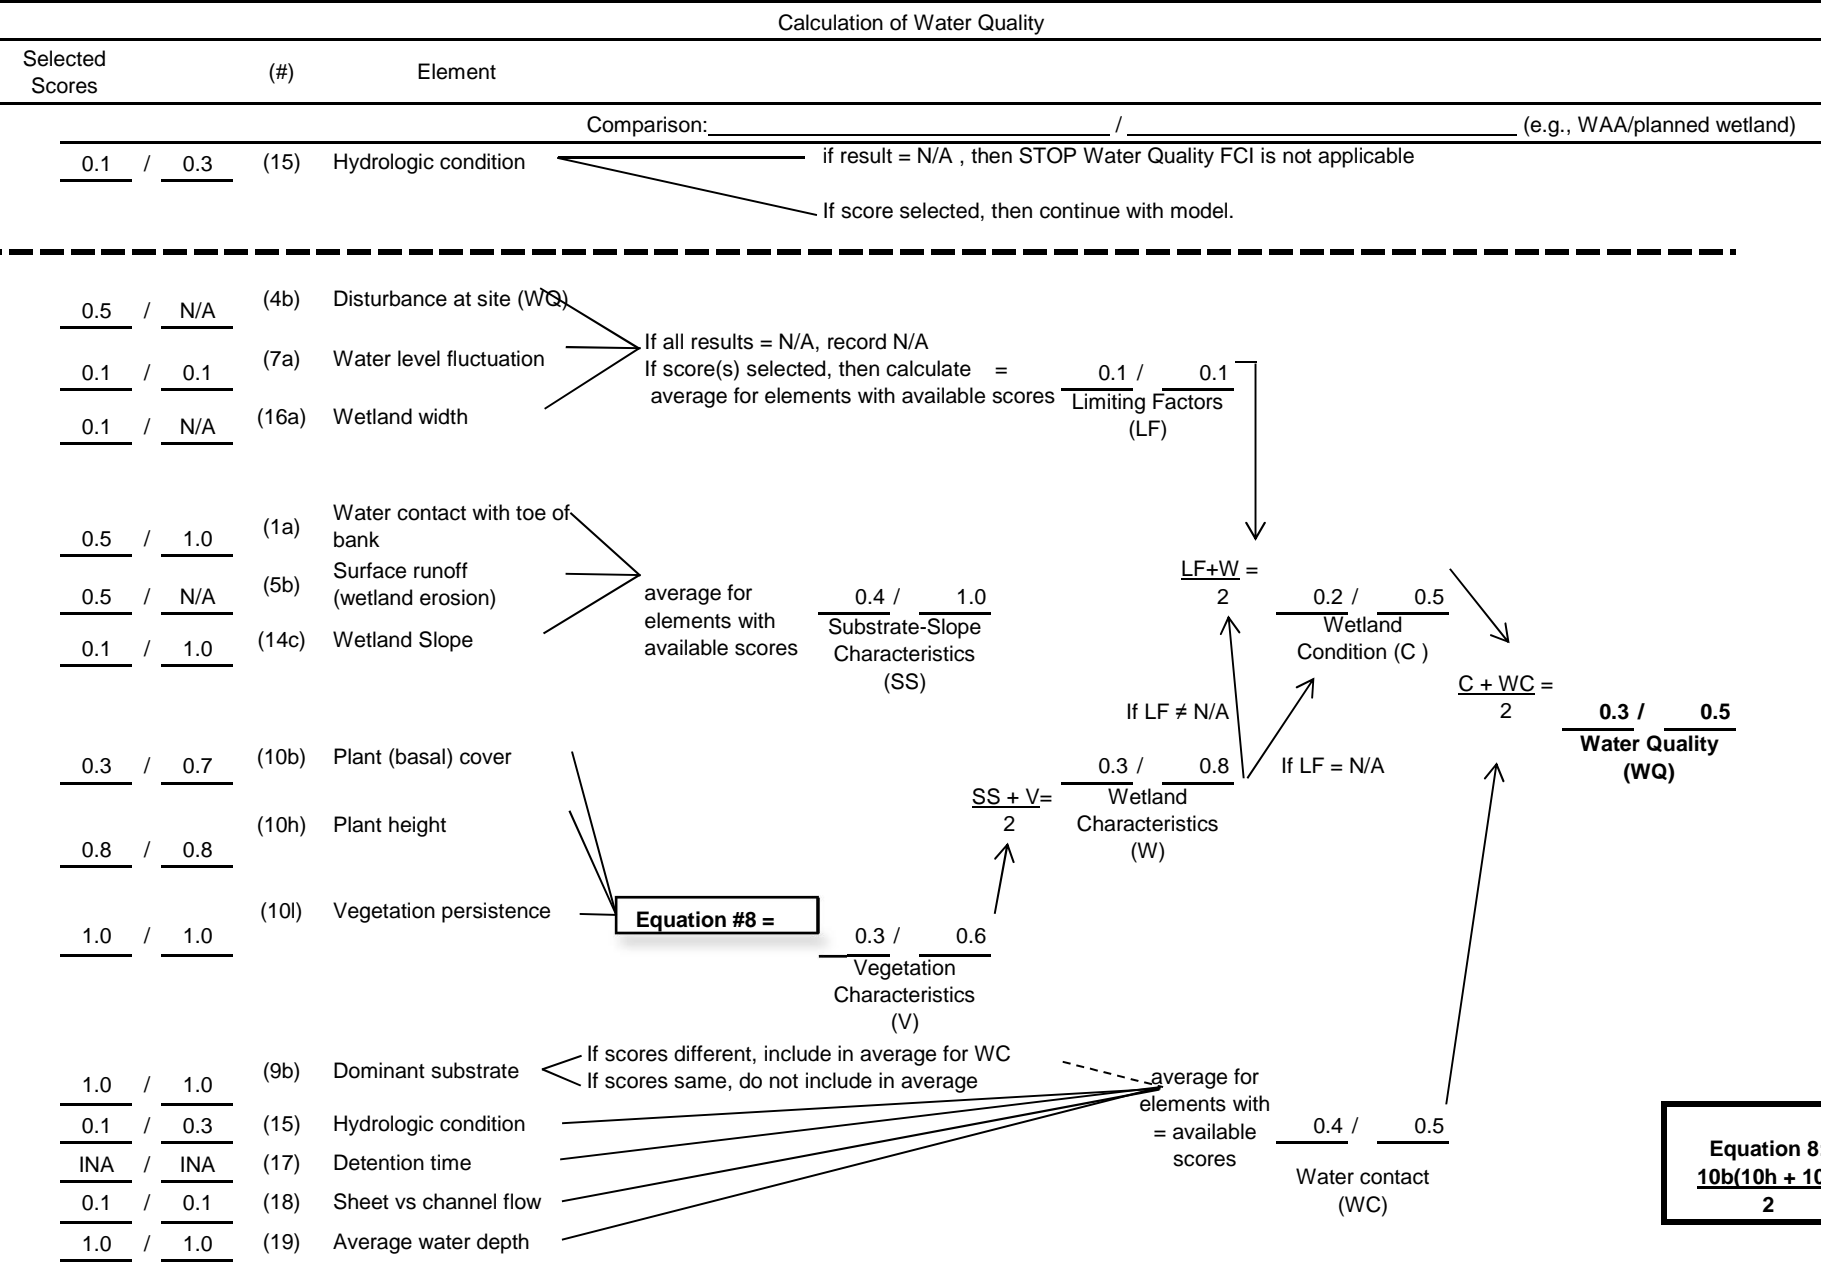 Calculation of Water Quality
Selected Scores (#) Element
Comparison: / (e.g., WAA/planned wetland)
0.1 / 0.3 (15) Hydrologic condition if result = N/A , then STOP Water Quality FCI is not applicable
If score selected, then continue with model.
0.5 / N/A (4b) Disturbance at site (WQ)
0.1 / 0.1 (7a) Water level fluctuation
0.1 / N/A (16a) Wetland width
If all results = N/A, record N/A
If score(s) selected, then calculate =
average for elements with available scores
0.1 / 0.1
Limiting Factors
(LF)
0.5 / 1.0 (1a) Water contact with toe of
bank
0.5 / N/A (5b) Surface runoff
(wetland erosion)
0.1 / 1.0 (14c) Wetland Slope
average for
elements with
available scores
0.4 / 1.0
Substrate-Slope
Characteristics
(SS)
LF+W =
2
0.2 / 0.5
Wetland
Condition (C )
If LF ≠ N/A
If LF = N/A
C + WC =
2
0.3 / 0.5
Water Quality
(WQ)
0.3 / 0.7 (10b) Plant (basal) cover
0.8 / 0.8 (10h) Plant height
1.0 / 1.0 (10l) Vegetation persistence
SS + V=
2
0.3 / 0.8
Wetland
Characteristics
(W)
Equation #8 =
0.3 / 0.6
Vegetation
Characteristics
(V)
1.0 / 1.0 (9b) Dominant substrate
If scores different, include in average for WC
If scores same, do not include in average
0.1 / 0.3 (15) Hydrologic condition
INA / INA (17) Detention time
0.1 / 0.1 (18) Sheet vs channel flow
1.0 / 1.0 (19) Average water depth
average for
elements with
= available
scores
0.4 / 0.5
Water contact
(WC)
Equation 8
10b(10h + 10
2